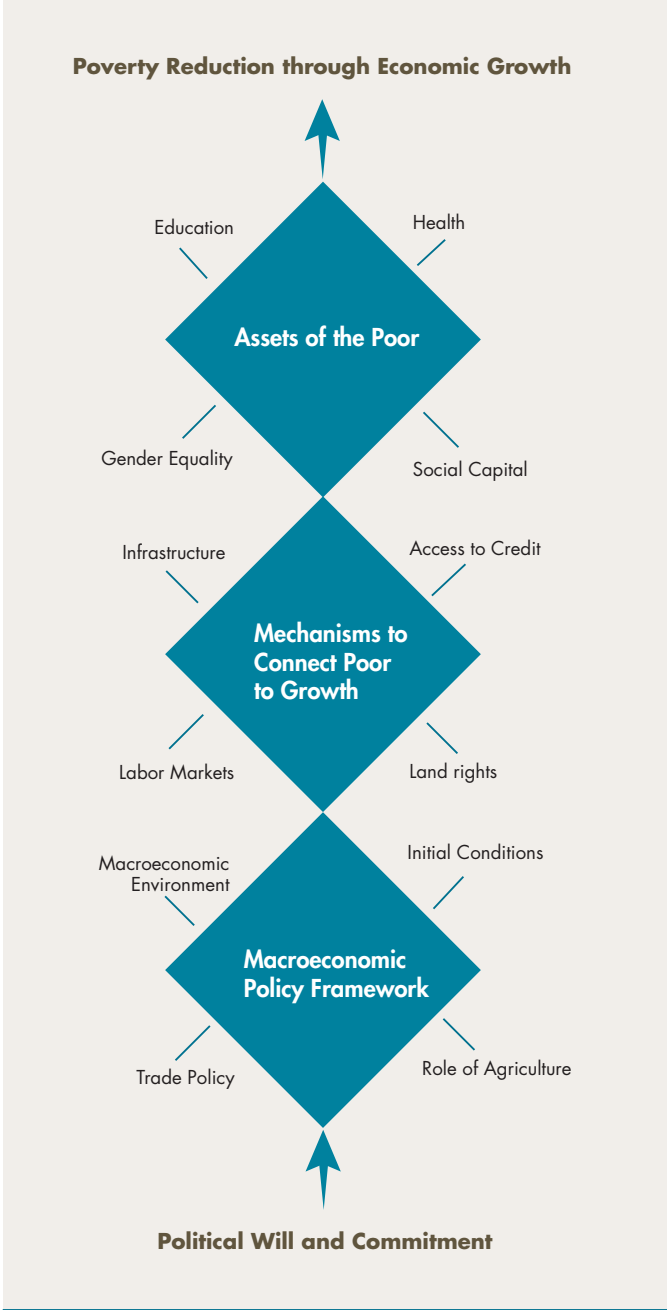 Poverty Reduction through Economic Growth
Education
Health
Assets of the Poor
Gender Equality
Social Capital
Infrastructure
Access to Credit
Mechanisms to
Connect Poor
to Growth
Labor Markets
Land rights
Macroeconomic
Environment
Initial Conditions
Macroeconomic
Policy Framework
Trade Policy
Role of Agriculture
Political Will and Commitment